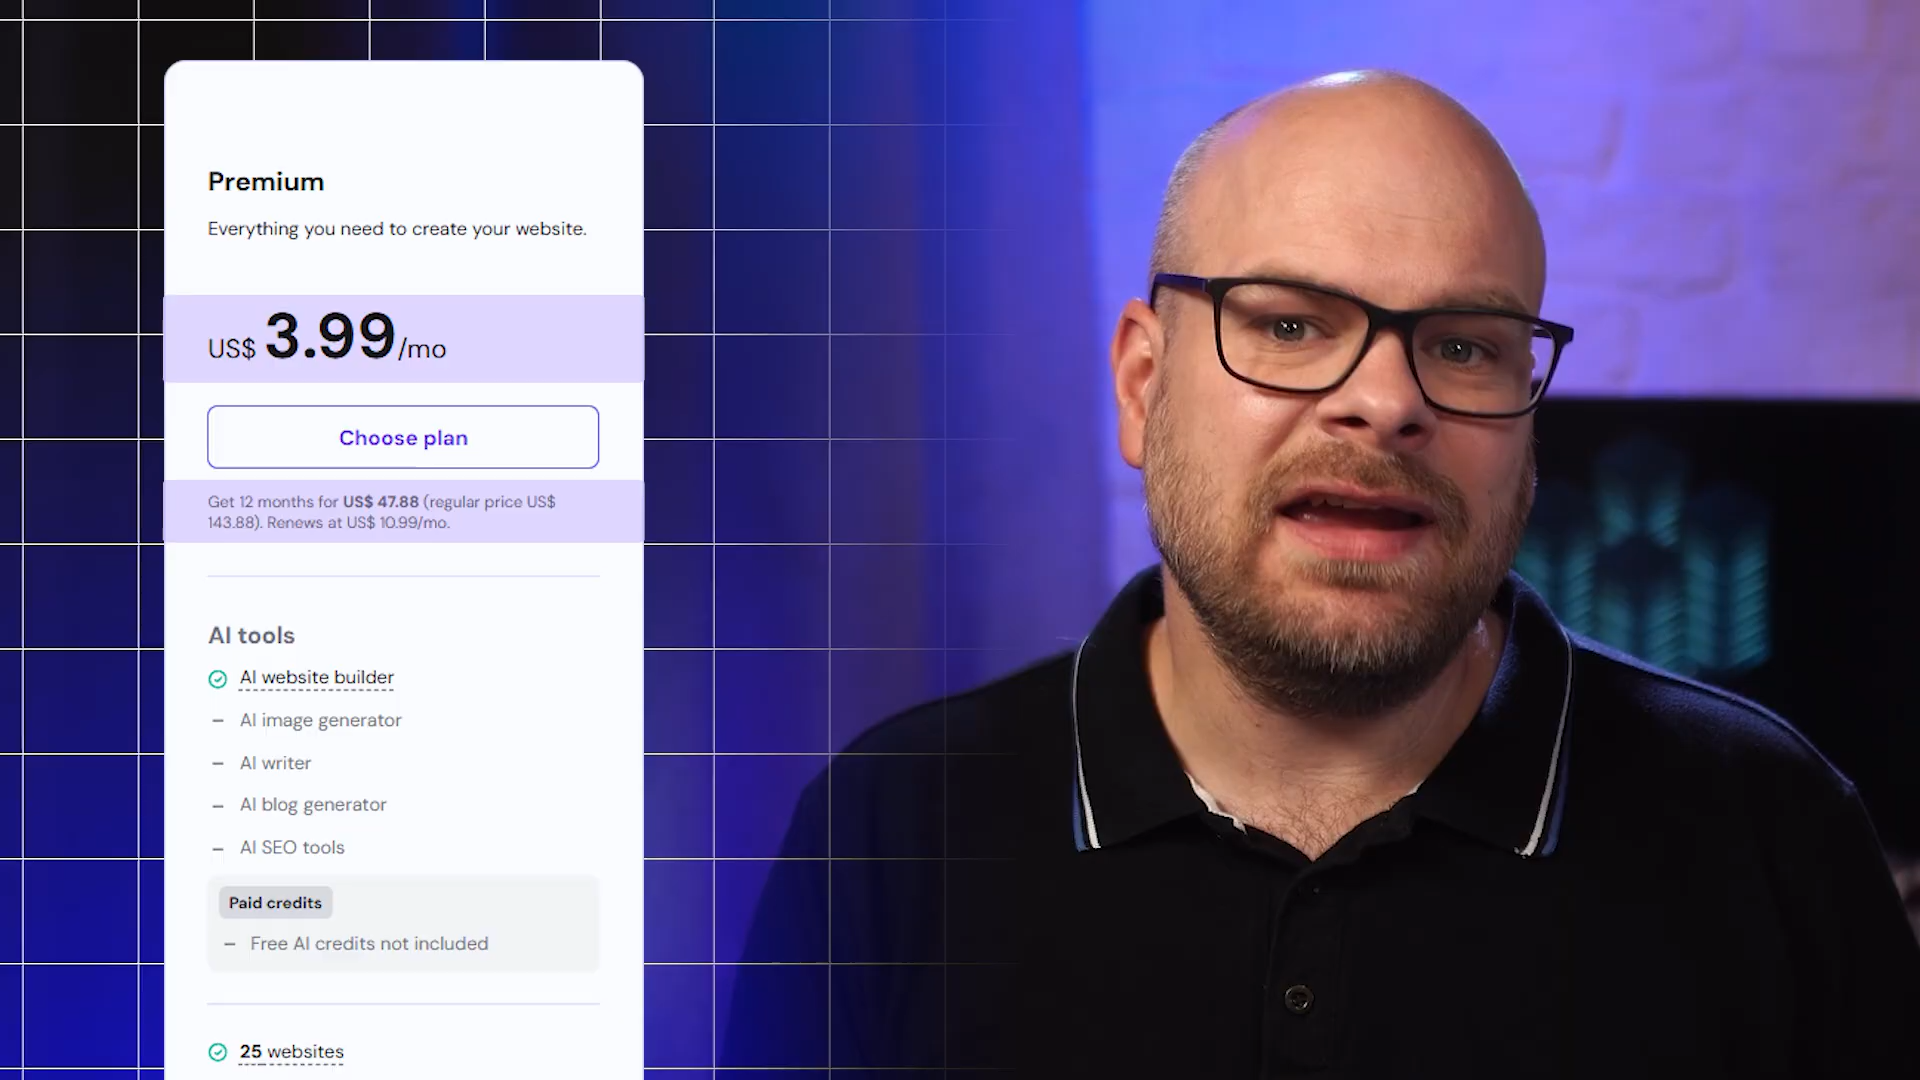 Premium
Everything you need to create your website.
US$ 3.99/mo
Choose plan
Get 12 months for US$ 47.88 (regular price US$
143.88). Renews at US$ 10.99/mo.
AI tools
AI website builder
– AI image generator
– AI writer
– AI blog generator
– AI SEO tools
Paid credits
– Free AI credits not included
25 websites